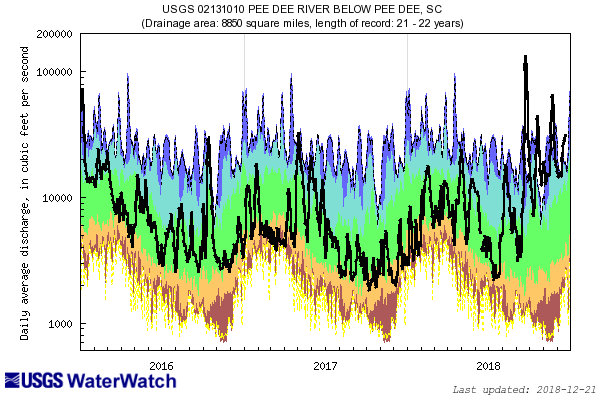 USGS 02131010 PEE DEE RIVER BELOW PEE DEE, SC
(Drainage area: 8850 square miles, length of record: 21 - 22 years)
Daily average discharge, in cubic feet per second
200000
100000
10000
1000
2016 2017 2018
USGS WaterWatch
Last updated: 2018-12-21